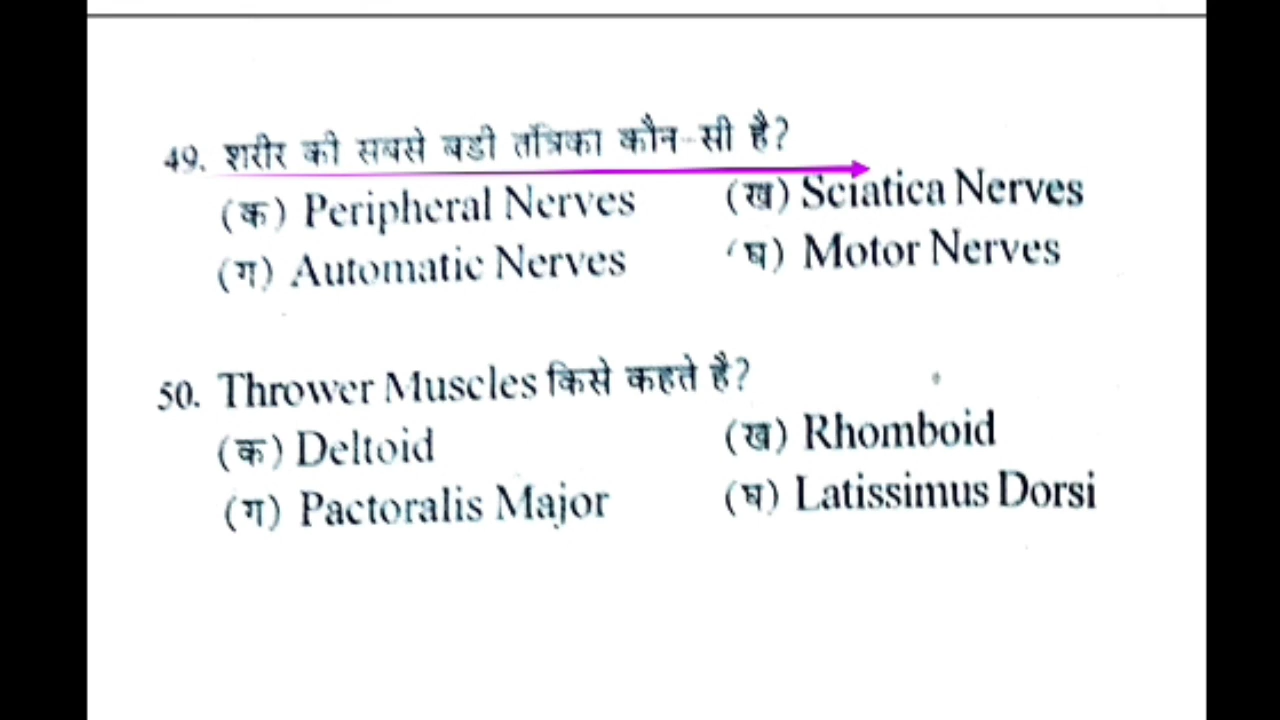 49. शरीर की सबसे बडी तंत्रिका कौन-सी है?
(क) Peripheral Nerves (ख) Sciatica Nerves
(ग) Automatic Nerves (घ) Motor Nerves
50. Thrower Muscles किसे कहते है?
(क) Deltoid (ख) Rhomboid
(ग) Pactoralis Major (घ) Latissimus Dorsi